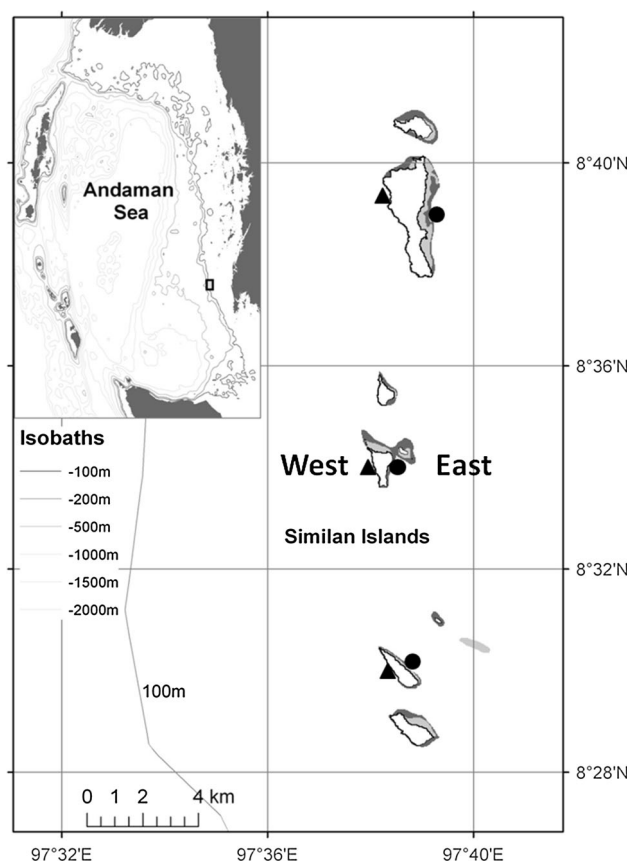 Andaman
Sea
8°40'N
8°36'N
Isobaths
-100m
-200m
-500m
-1000m
-1500m
-2000m
West
East
Similan Islands
8°32'N
100m
8°28'N
0 1 2 4 km
97°32'E
97°36'E
97°40'E